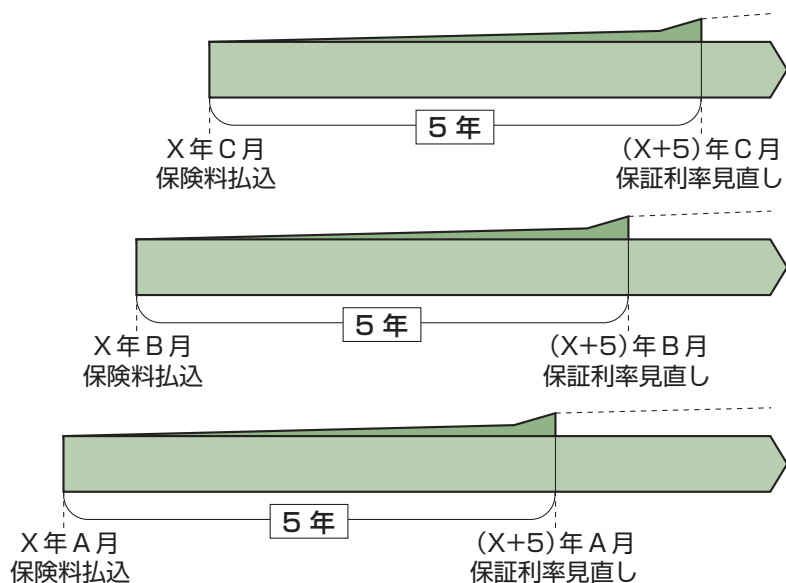 5年
X年C月
保険料払込
(X+5)年C月
保証利率見直し
5年
X年B月
保険料払込
(X+5)年B月
保証利率見直し
5年
X年A月
保険料払込
(X+5)年A月
保証利率見直し